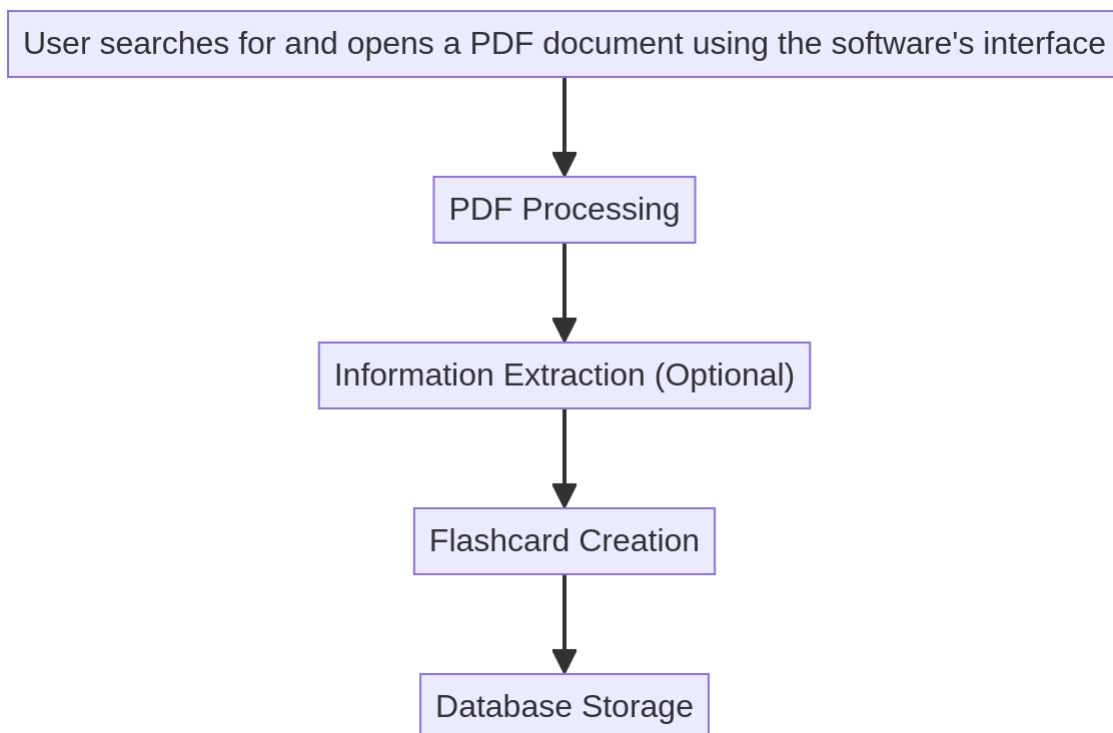 User searches for and opens a PDF document using the software's interface
PDF Processing
Information Extraction (Optional)
Flashcard Creation
Database Storage